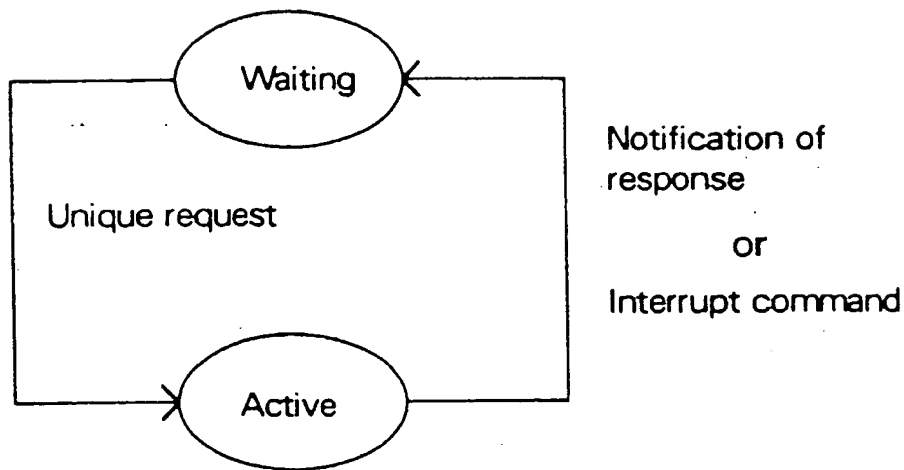 Waiting
Unique request
Notification of
response
or
Interrupt command
Active